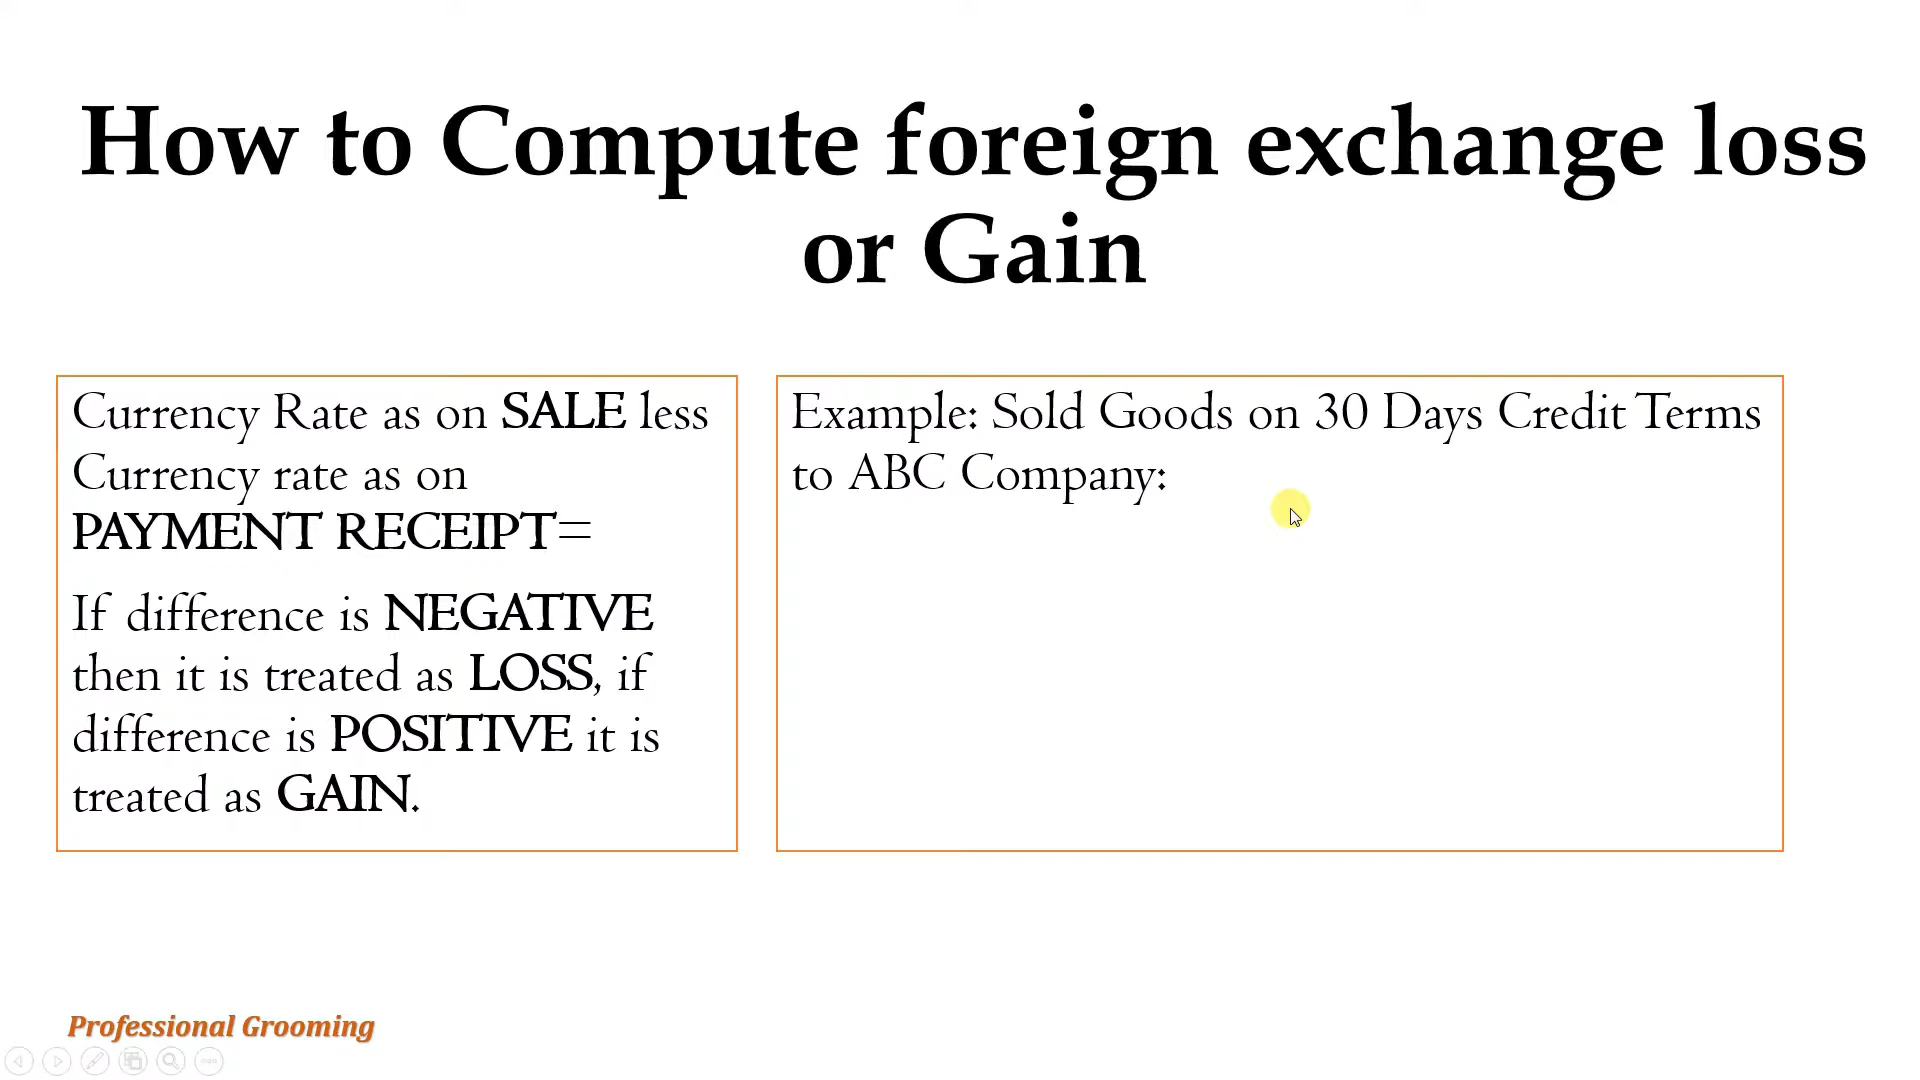 How to Compute foreign exchange loss
or Gain
Currency Rate as on SALE less
Currency rate as on
PAYMENT RECEIPT=
If difference is NEGATIVE
then it is treated as LOSS, if
difference is POSITIVE it is
treated as GAIN.
Example: Sold Goods on 30 Days Credit Terms
to ABC Company:
Professional Grooming